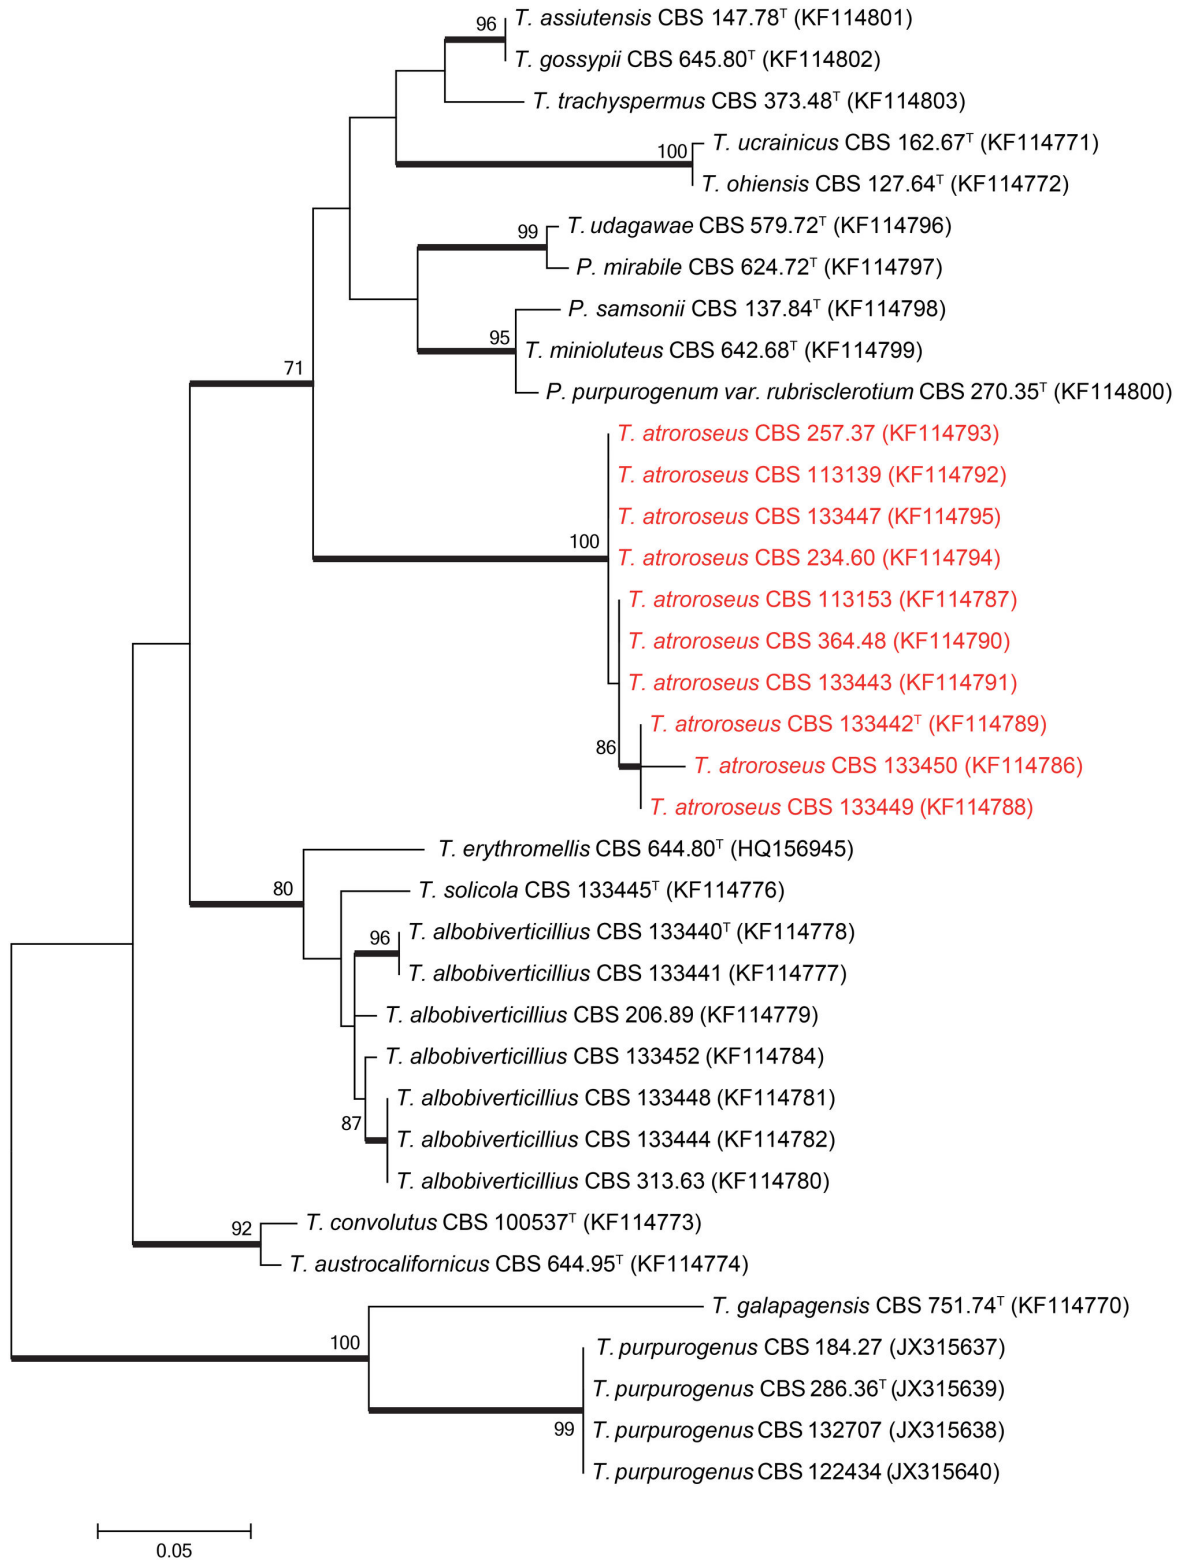 96
T. assiutensis CBS 147.78ᵀ (KF114801)
T. gossypii CBS 645.80ᵀ (KF114802)
T. trachyspermus CBS 373.48ᵀ (KF114803)
100
T. ucrainicus CBS 162.67ᵀ (KF114771)
T. ohiensis CBS 127.64ᵀ (KF114772)
99
T. udagawae CBS 579.72ᵀ (KF114796)
P. mirabile CBS 624.72ᵀ (KF114797)
P. samsonii CBS 137.84ᵀ (KF114798)
95
T. minioluteus CBS 642.68ᵀ (KF114799)
71
P. purpurogenum var. rubrisclerotium CBS 270.35ᵀ (KF114800)
T. atroroseus CBS 257.37 (KF114793)
T. atroroseus CBS 113139 (KF114792)
T. atroroseus CBS 133447 (KF114795)
100
T. atroroseus CBS 234.60 (KF114794)
T. atroroseus CBS 113153 (KF114787)
T. atroroseus CBS 364.48 (KF114790)
T. atroroseus CBS 133443 (KF114791)
T. atroroseus CBS 133442ᵀ (KF114789)
86
T. atroroseus CBS 133450 (KF114786)
T. atroroseus CBS 133449 (KF114788)
T. erythromellis CBS 644.80ᵀ (HQ156945)
80
T. solicola CBS 133445ᵀ (KF114776)
96
T. albobiverticillius CBS 133440ᵀ (KF114778)
T. albobiverticillius CBS 133441 (KF114777)
T. albobiverticillius CBS 206.89 (KF114779)
T. albobiverticillius CBS 133452 (KF114784)
T. albobiverticillius CBS 133448 (KF114781)
87
T. albobiverticillius CBS 133444 (KF114782)
T. albobiverticillius CBS 313.63 (KF114780)
92
T. convolutus CBS 100537ᵀ (KF114773)
T. austrocalifornicus CBS 644.95ᵀ (KF114774)
T. galapagensis CBS 751.74ᵀ (KF114770)
100
T. purpurogenus CBS 184.27 (JX315637)
T. purpurogenus CBS 286.36ᵀ (JX315639)
99
T. purpurogenus CBS 132707 (JX315638)
T. purpurogenus CBS 122434 (JX315640)
0.05